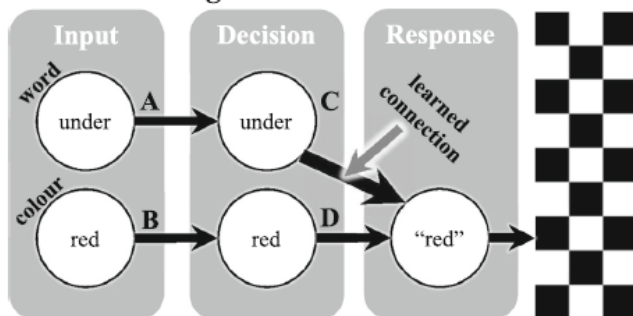 Input
Decision
Response
word
under
A
under
C
learned
connection
colour
red
B
red
D
“red”